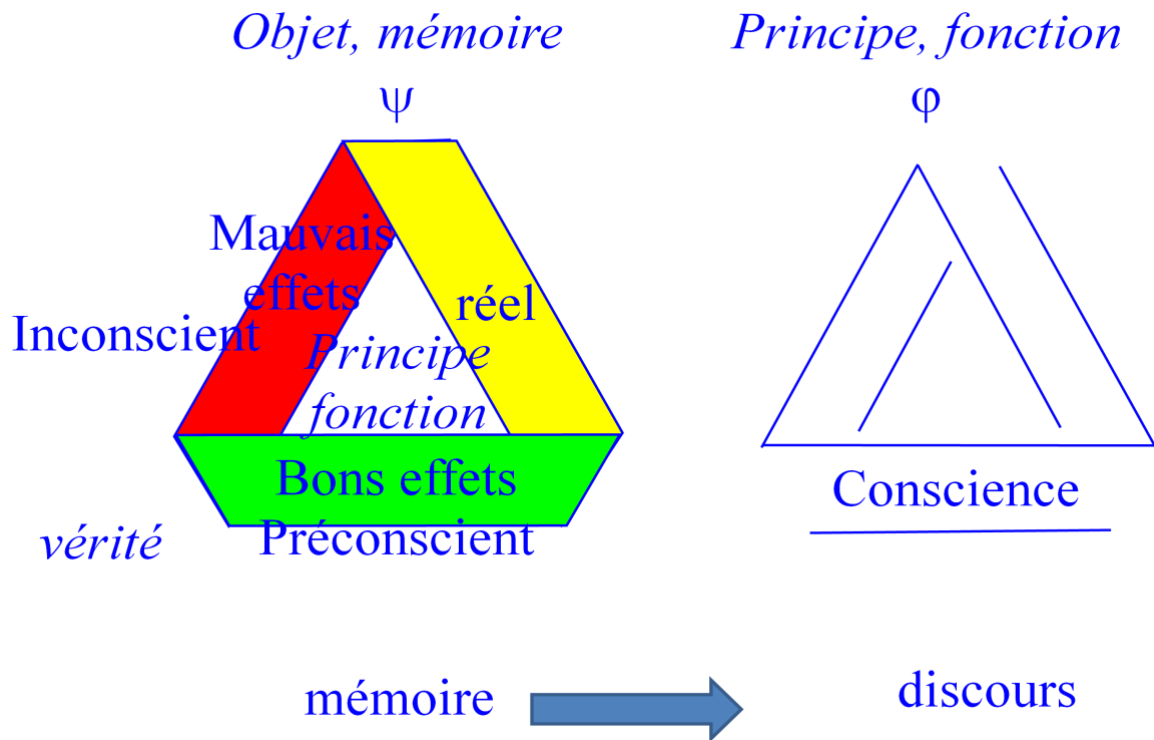 Objet, mémoire
Principe, fonction
ψ
φ
Mauvais
effets
réel
Inconscient
Principe
fonction
Bons effets
Conscience
Préconscient
vérité
mémoire
discours